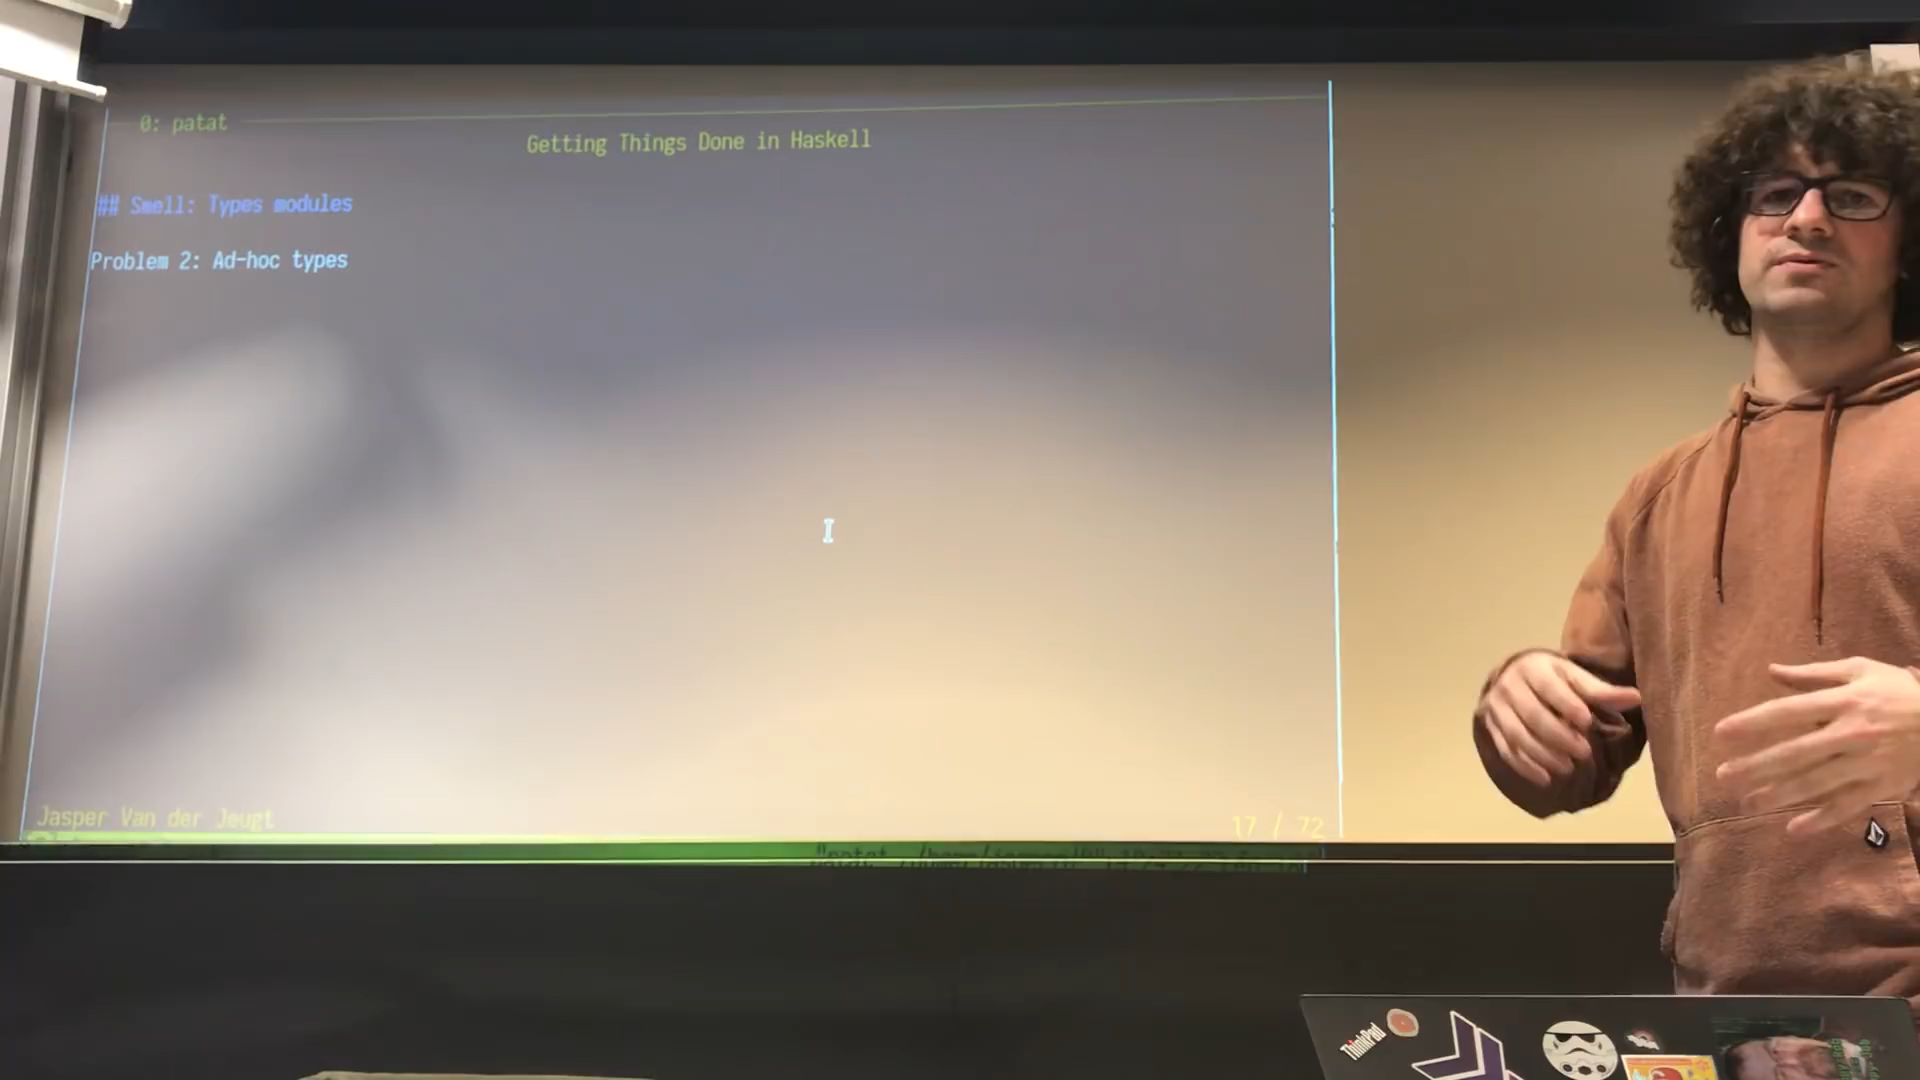 0: patat
Getting Things Done in Haskell
## Smell: Types modules
Problem 2: Ad-hoc types
Jasper Van der Jeugt
17 / 72
ThinkPad